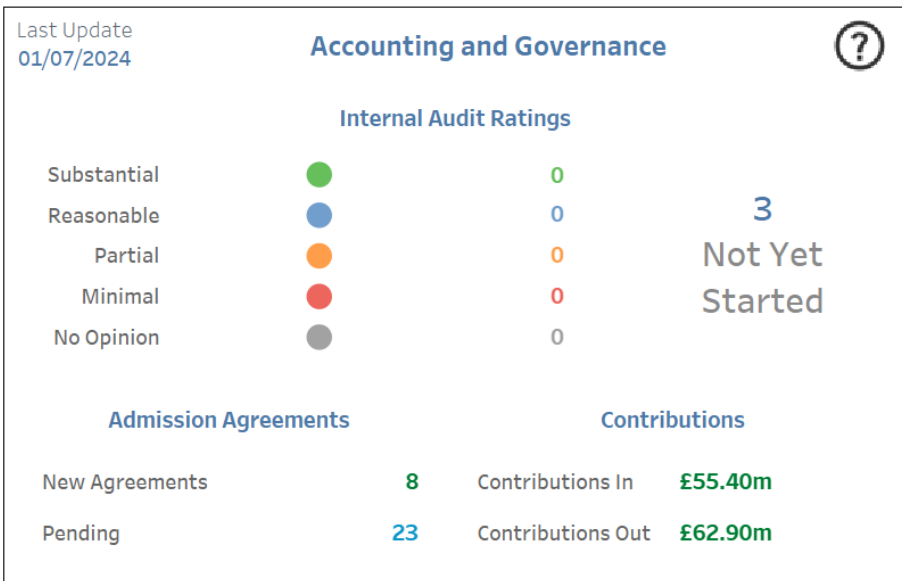 Last Update
01/07/2024
Accounting and Governance
?
Internal Audit Ratings
Substantial 0
Reasonable 0
Partial 0
Minimal 0
No Opinion 0
3
Not Yet
Started
Admission Agreements
New Agreements 8
Pending 23
Contributions
Contributions In £55.40m
Contributions Out £62.90m